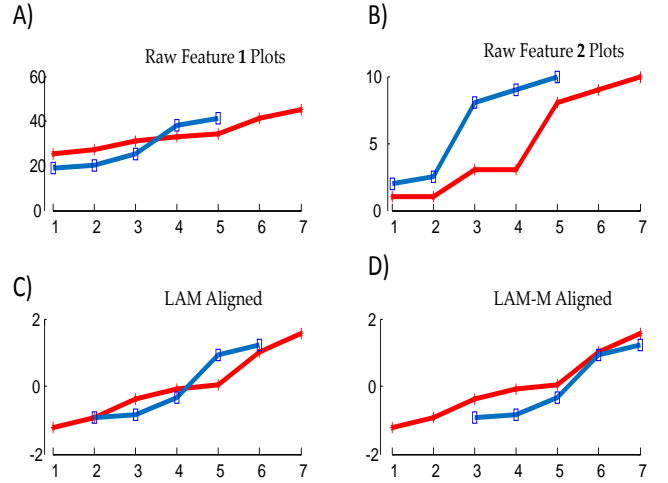 A)
Raw Feature 1 Plots
60
40
20
0
1 2 3 4 5 6 7
B)
Raw Feature 2 Plots
10
5
0
1 2 3 4 5 6 7
C)
LAM Aligned
2
0
-2
1 2 3 4 5 6 7
D)
LAM-M Aligned
2
0
-2
1 2 3 4 5 6 7